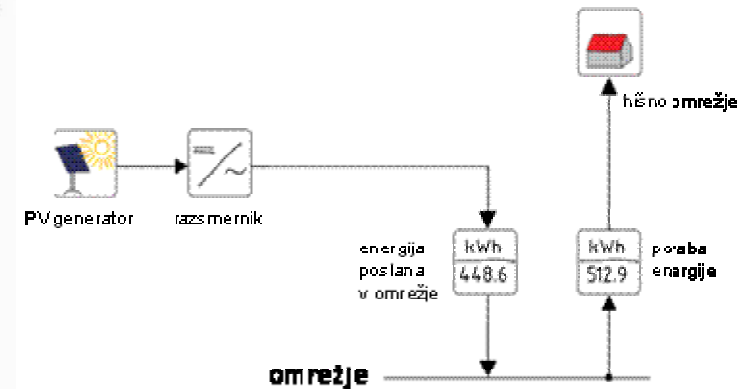 hišno omrežje
PV generator
razsmernik
energija
poslana
v omrežje
kWh
448.6
kWh
512.9
poraba
energije
omrežje